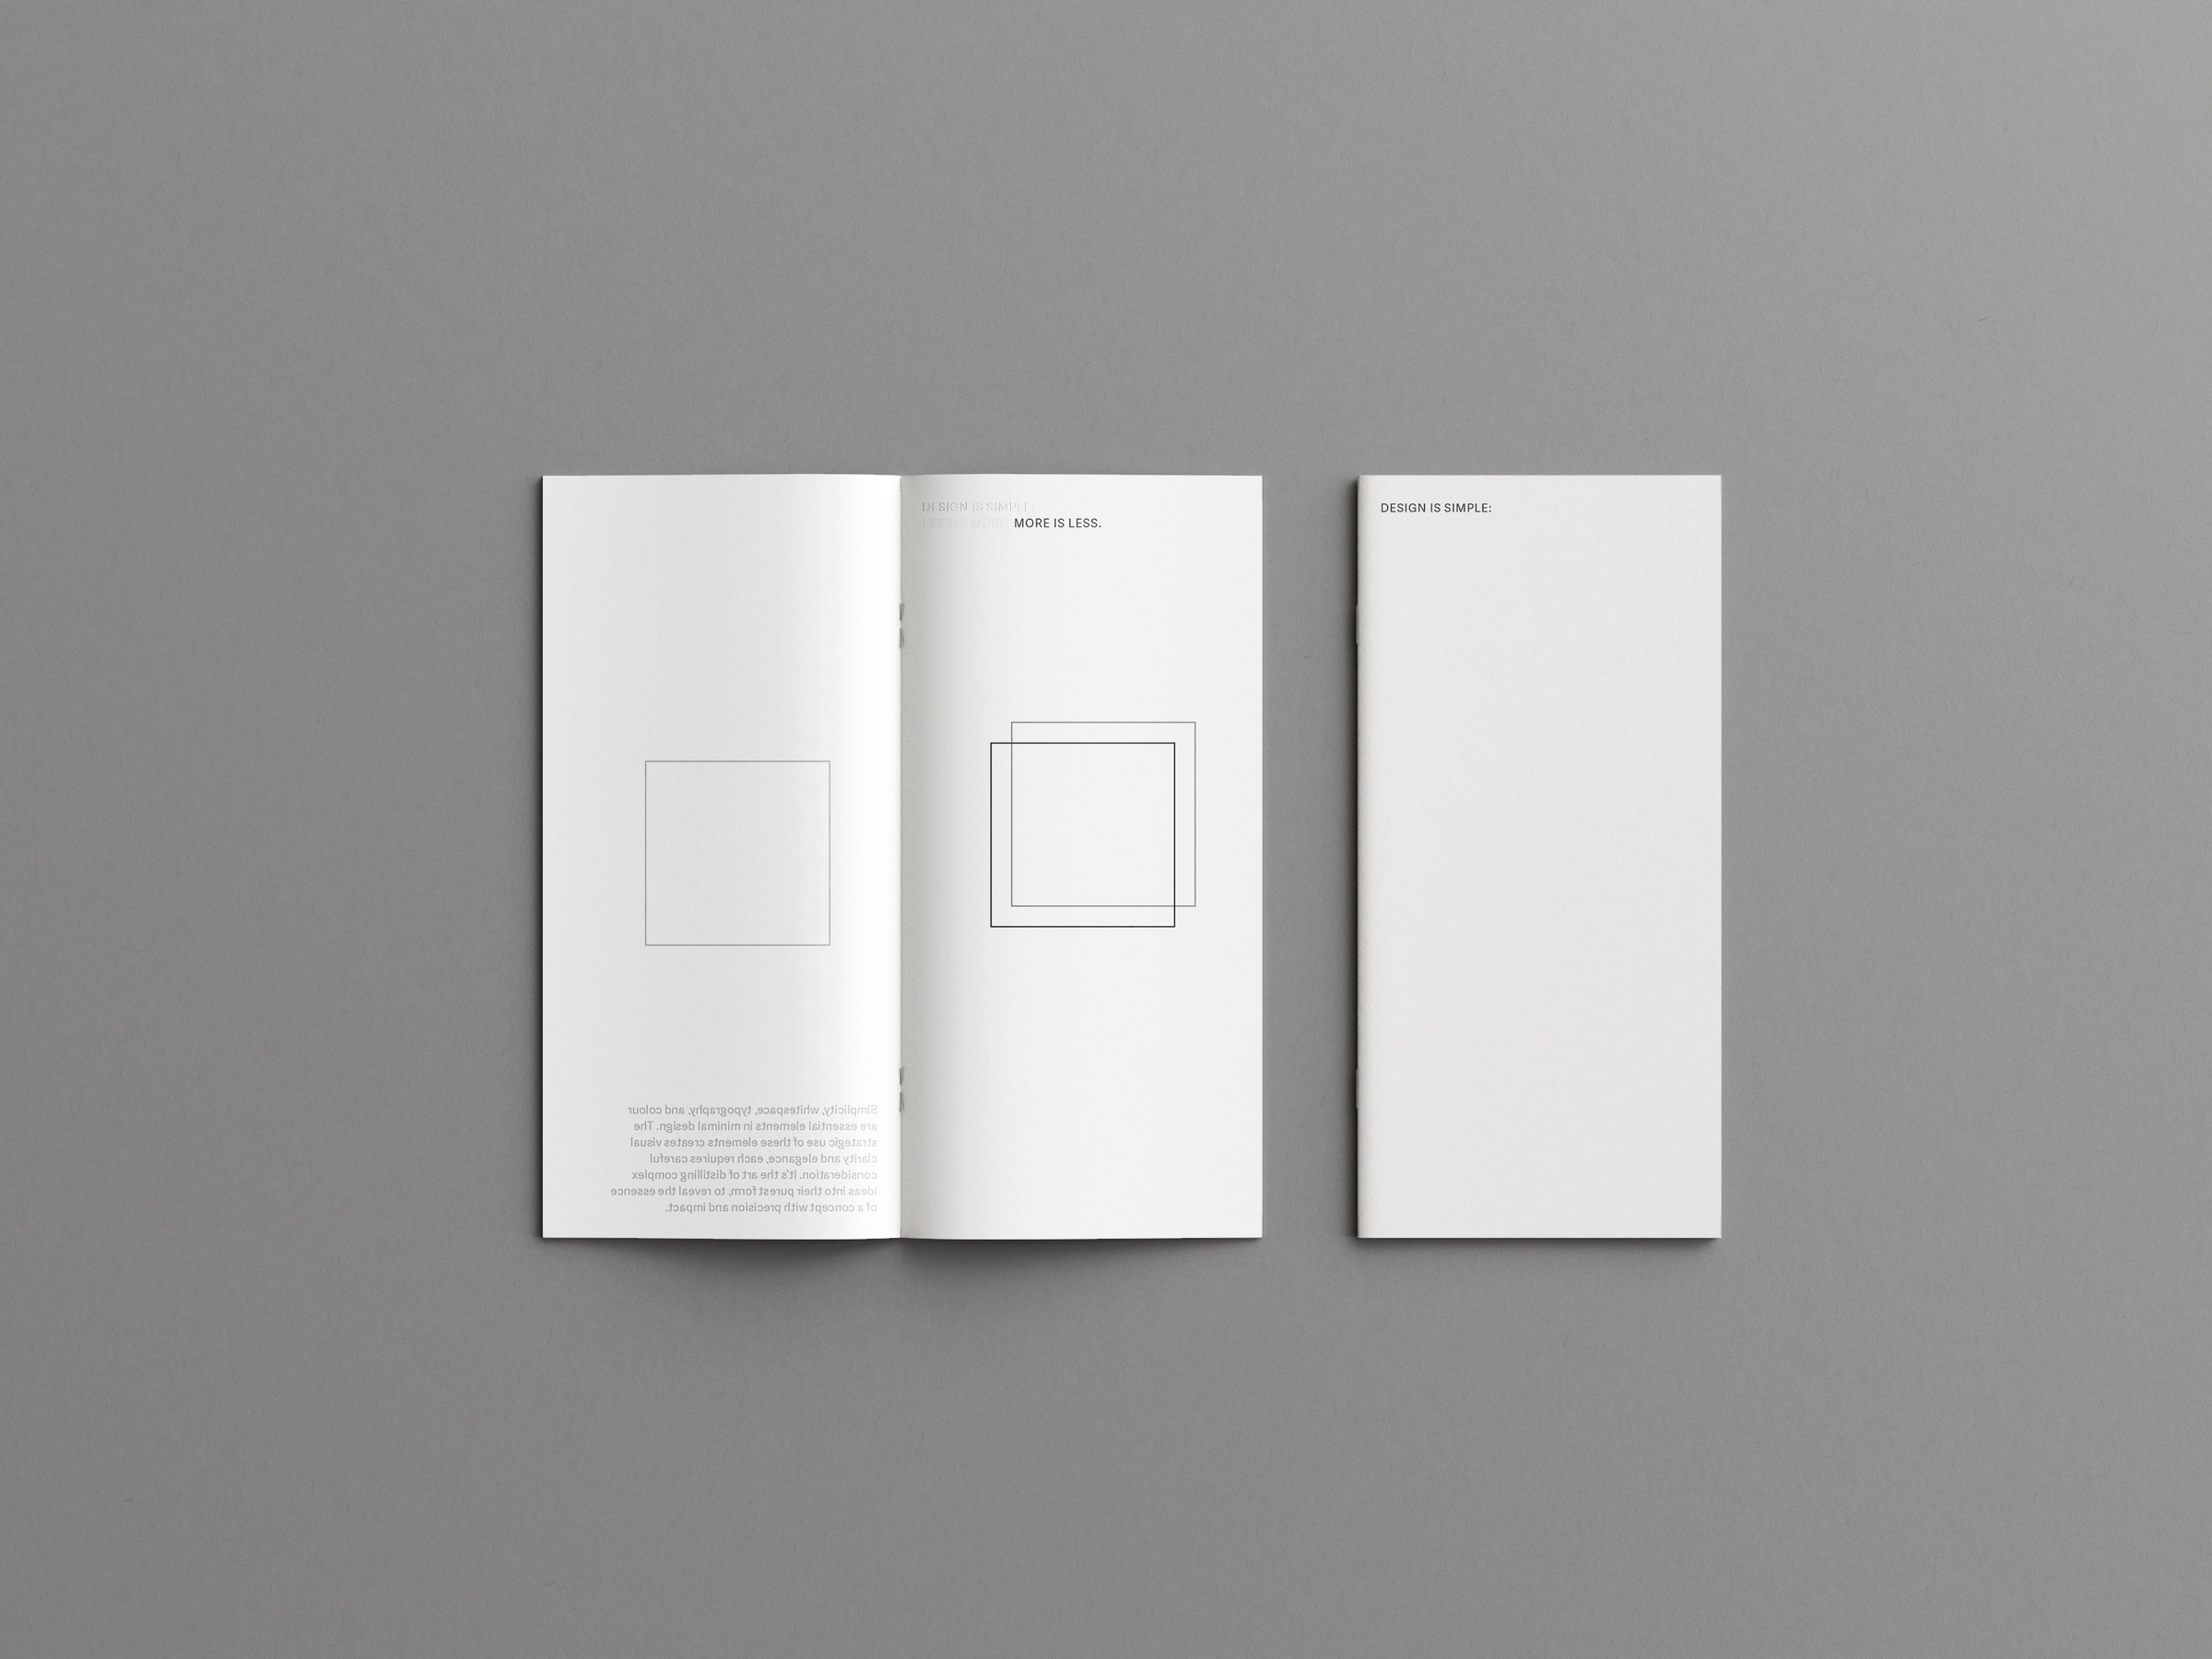 Simplicity, whitespace, typography, and colour
are essential elements in minimal design. The
strategic use of these elements creates visual
clarity and elegance, each requires careful
consideration. It's the art of distilling complex
ideas into their purest form, to reveal the essence
of a concept with precision and impact.
DESIGN IS SIMPLE:
LESS IS MORE. MORE IS LESS.
DESIGN IS SIMPLE: